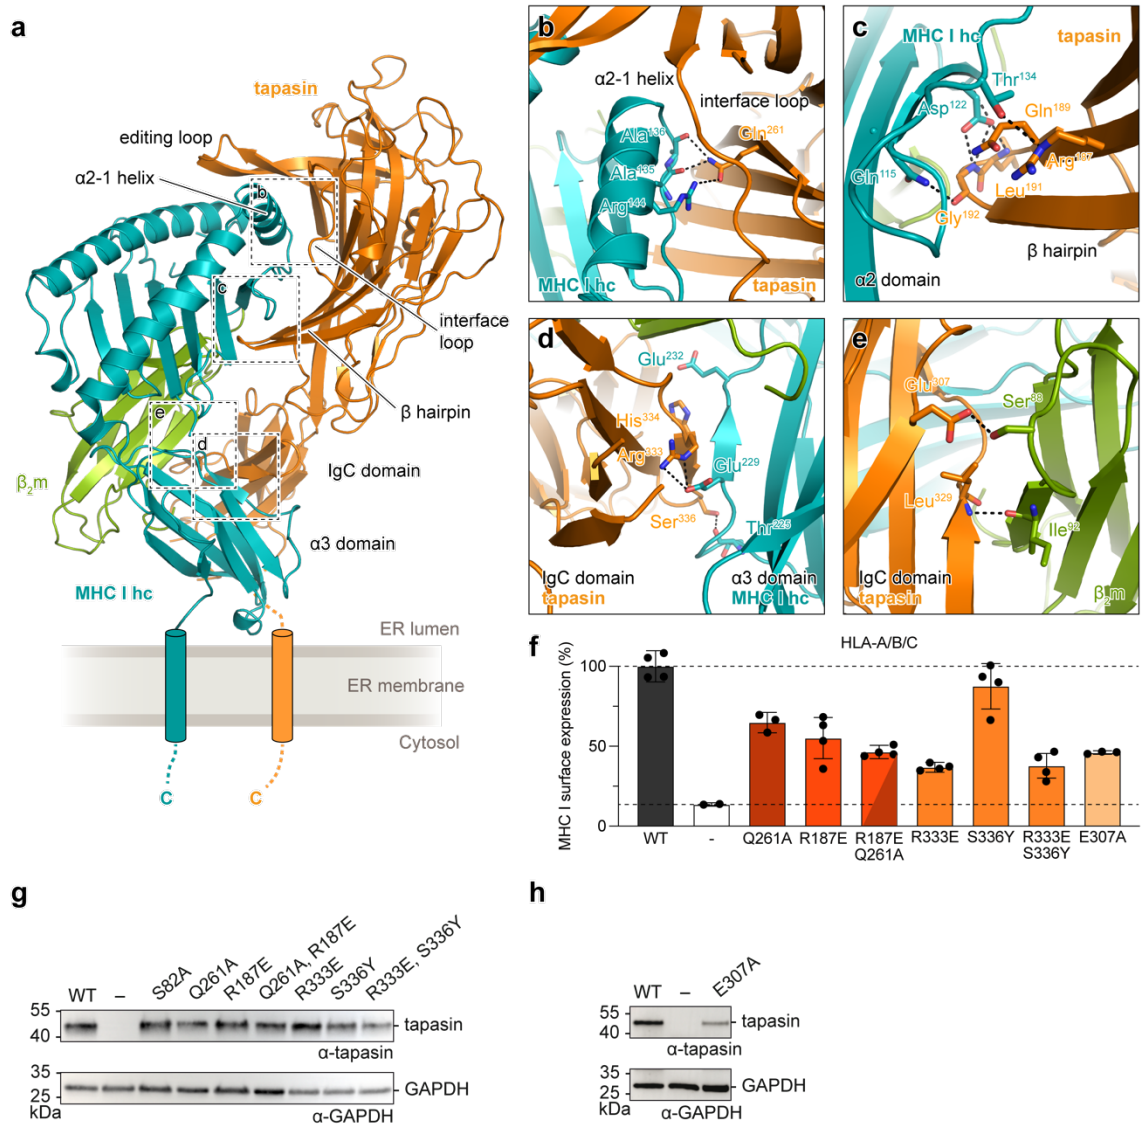 a
tapasin
editing loop
α2-1 helix
b
c
interface
loop
β hairpin
e
d
IgC domain
β₂m
α3 domain
MHC I hc
ER lumen
ER membrane
Cytosol
C
C
b
α2-1 helix
interface loop
Ala¹³⁶
Gln²⁶¹
Ala¹³⁵
Arg¹⁴⁴
MHC I hc
tapasin
c
MHC I hc
tapasin
Thr¹³⁴
Asp¹²²
Gln¹⁸⁹
Arg¹⁸⁷
Gln¹¹⁵
Leu¹⁹¹
Gly¹⁹²
β hairpin
α2 domain
d
Glu²³²
His³³⁴
Arg³³³
Glu²²⁹
Ser³³⁶
Thr²²⁵
IgC domain
tapasin
α3 domain
MHC I hc
e
Glu³⁰⁷
Ser⁸⁸
Leu³²⁹
Ile⁹²
IgC domain
tapasin
β₂m
f
HLA-A/B/C
MHC I surface expression (%)
100
50
0
WT
-
Q261A
R187E
R187E
Q261A
R333E
S336Y
R333E
S336Y
E307A
g
WT
–
S82A
Q261A
R187E
Q261A, R187E
R333E
S336Y
R333E, S336Y
55
40
tapasin
α-tapasin
35
25
GAPDH
kDa
α-GAPDH
h
WT
–
E307A
55
40
tapasin
α-tapasin
35
25
GAPDH
kDa
α-GAPDH